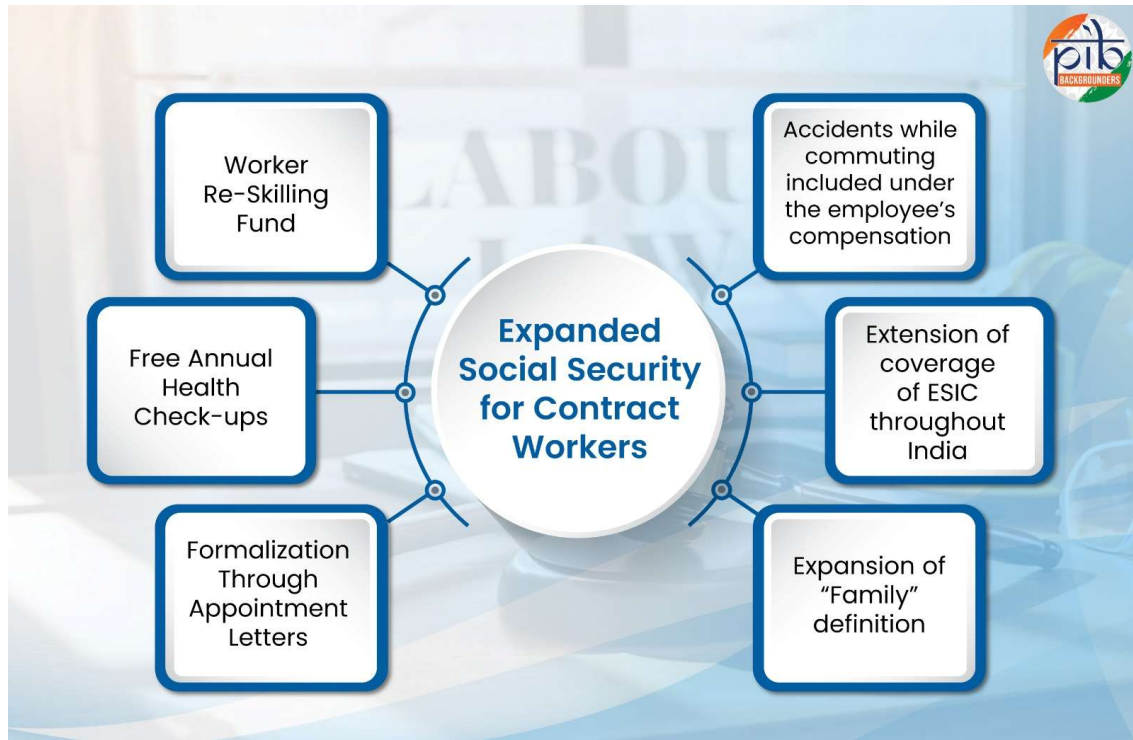 pib
BACKGROUNDERS
Worker
Re-Skilling
Fund
Free Annual
Health
Check-ups
Formalization
Through
Appointment
Letters
Expanded
Social Security
for Contract
Workers
Accidents while
commuting
included under
the employee’s
compensation
Extension of
coverage
of ESIC
throughout
India
Expansion of
“Family”
definition